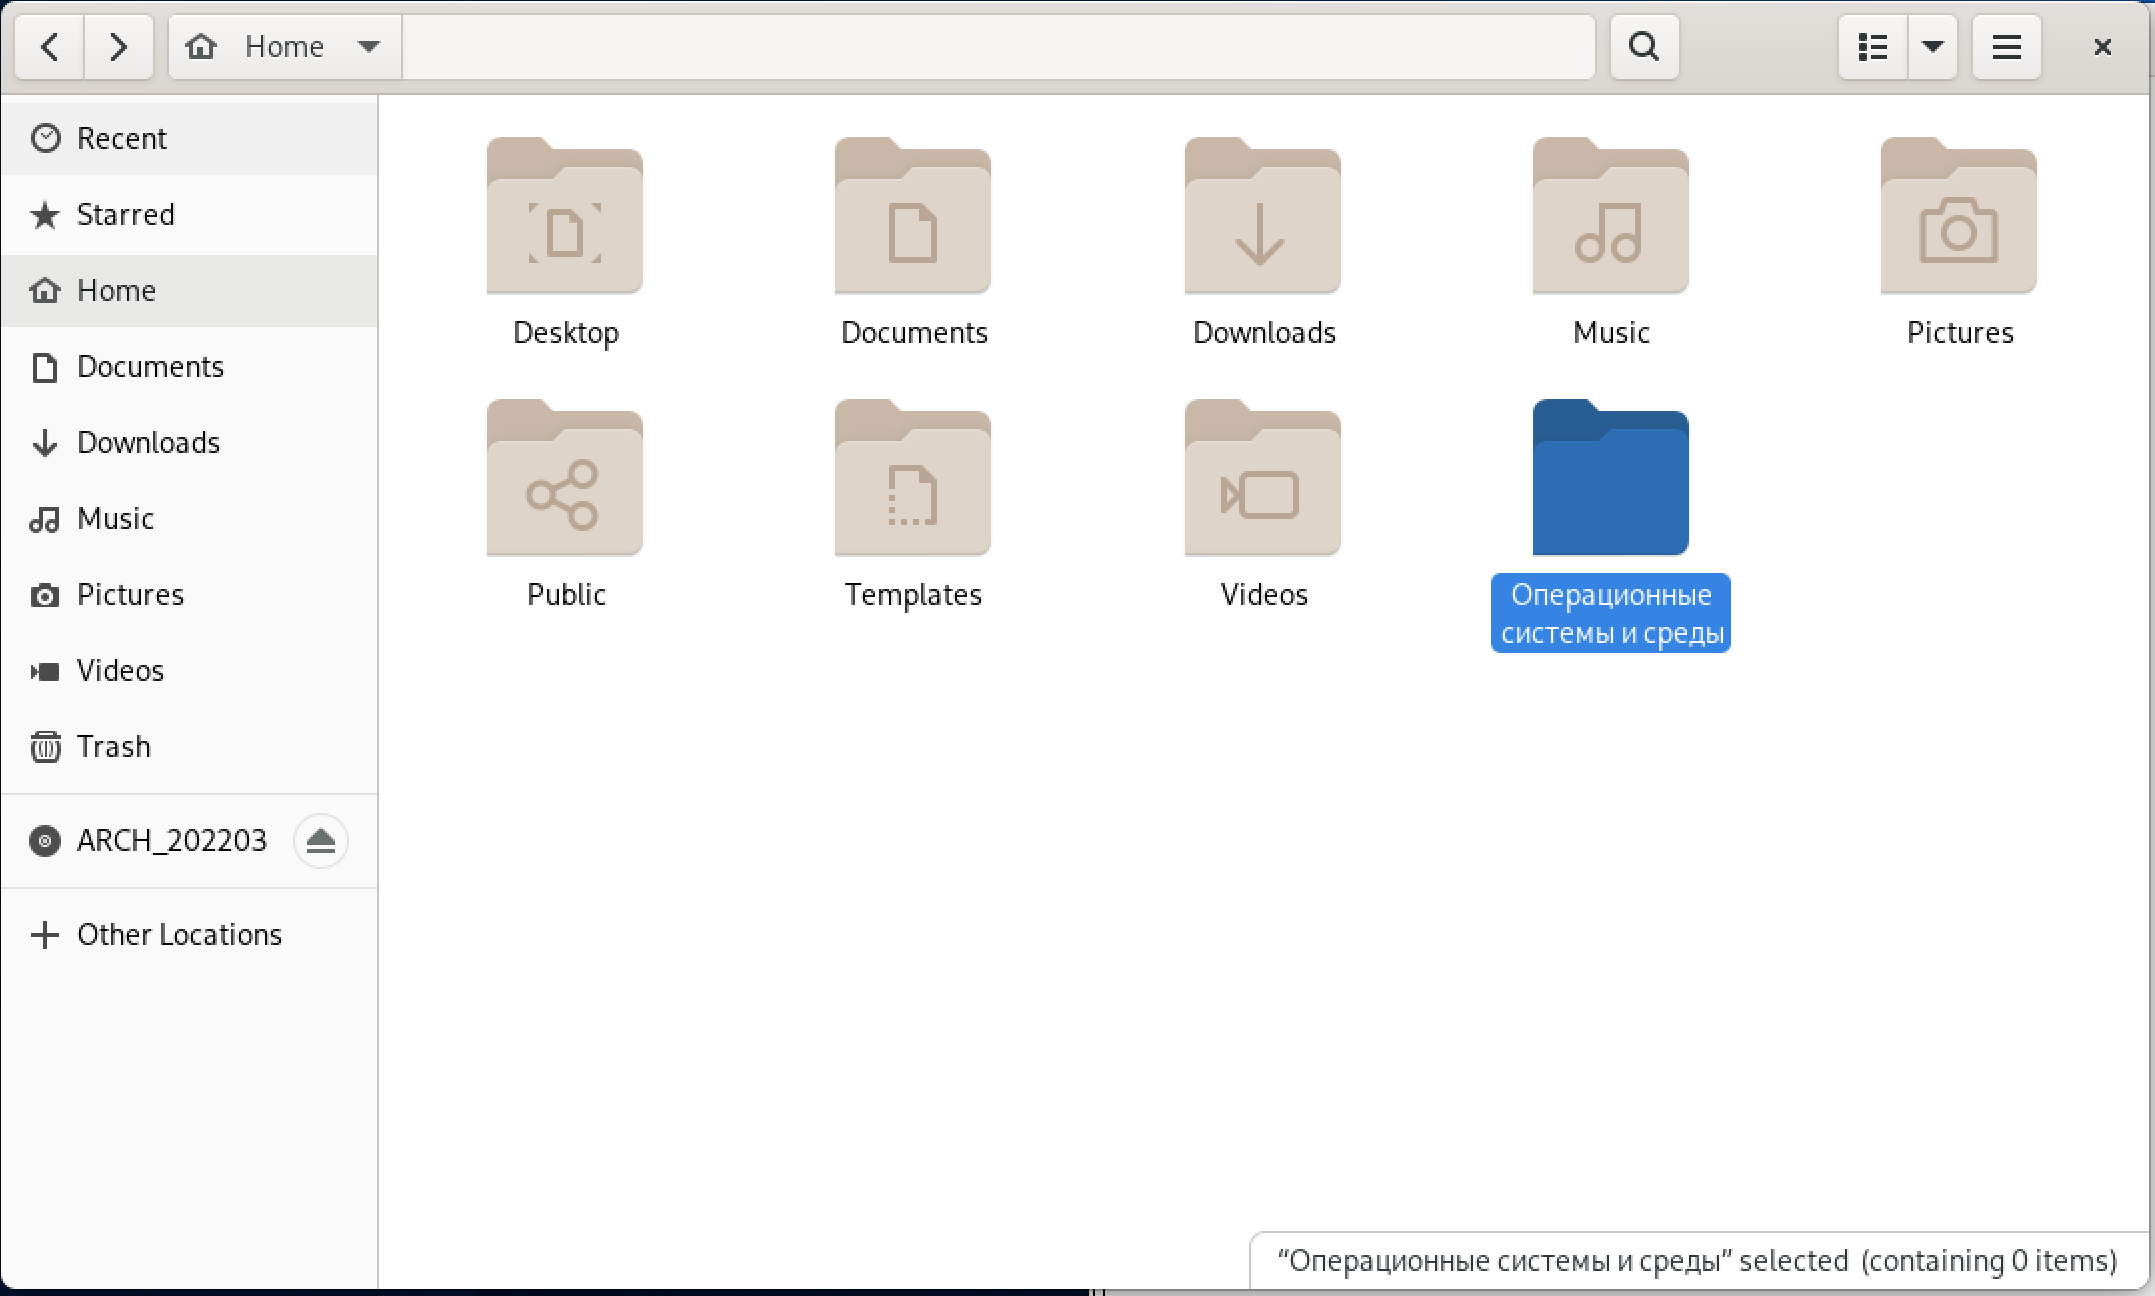 Home
Recent
Starred
Home
Documents
Downloads
Music
Pictures
Videos
Trash
ARCH_202203
Other Locations
Desktop
Documents
Downloads
Music
Pictures
Public
Templates
Videos
Операционные
системы и среды
“Операционные системы и среды” selected (containing 0 items)